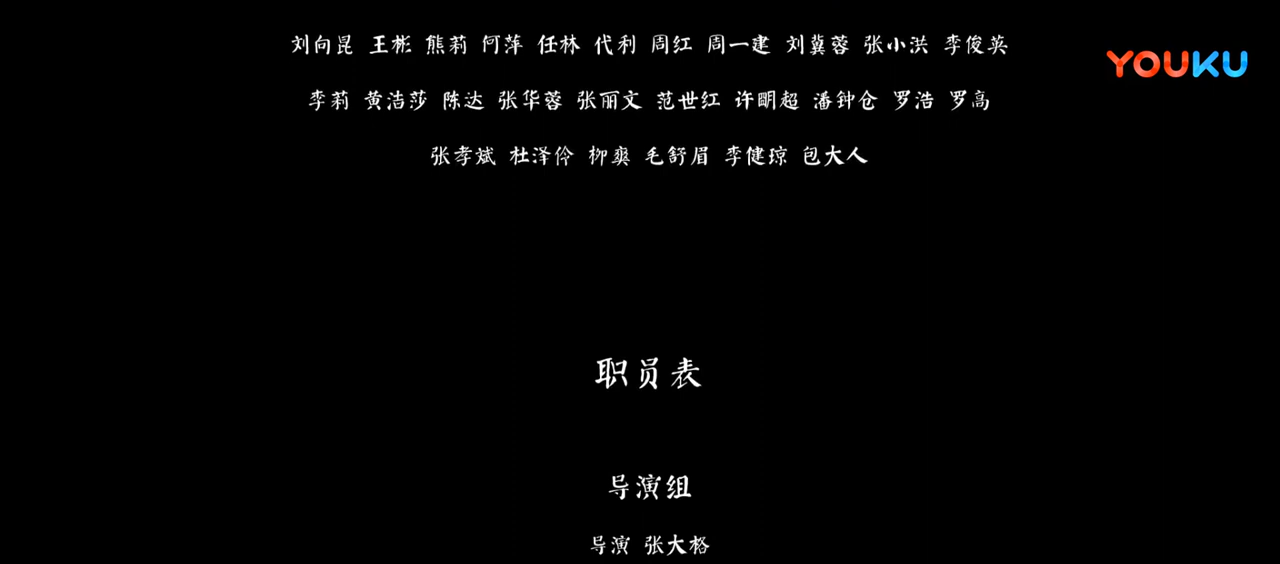 刘向昆 王彬 熊莉 何萍 任林 代利 周红 周一建 刘冀蓉 张小洪 李俊英
YOUKU
李莉 黄洁莎 陈达 张华蓉 张丽文 范世红 许明超 潘钟仓 罗浩 罗高
张孝斌 杜泽伶 柳爽 毛舒眉 李健琼 包大人
职员表
导演组
导演 张大格